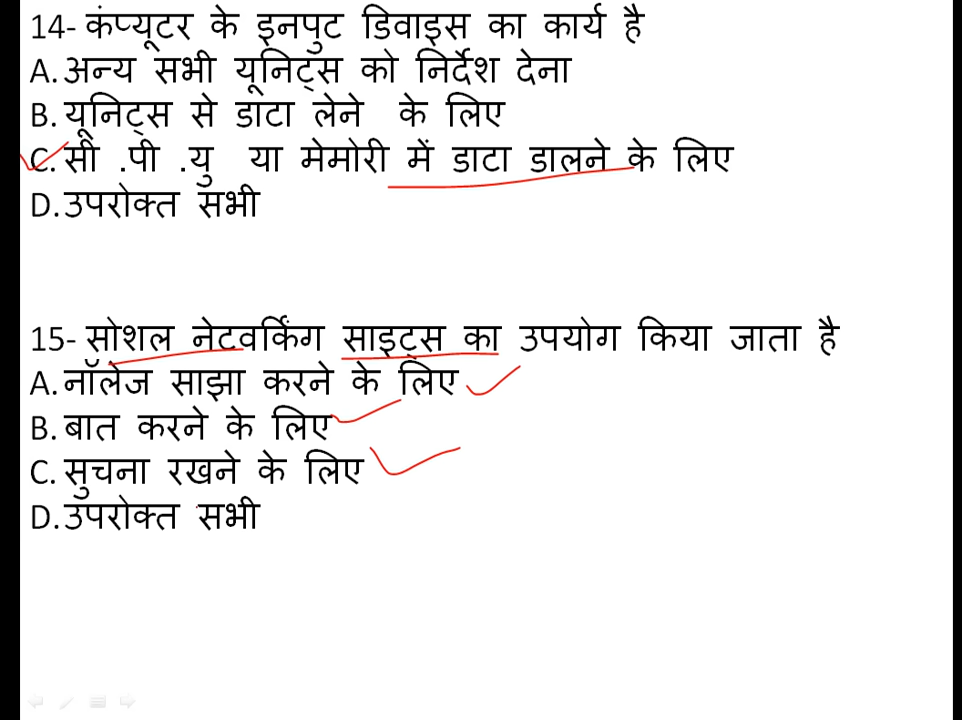 14- कंप्यूटर के इनपुट डिवाइस का कार्य है
A. अन्य सभी यूनिट्स को निर्देश देना
B. यूनिट्स से डाटा लेने के लिए
C. सी .पी .यु या मेमोरी में डाटा डालने के लिए
D. उपरोक्त सभी
15- सोशल नेटवर्किंग साइट्स का उपयोग किया जाता है
A. नॉलेज साझा करने के लिए
B. बात करने के लिए
C. सुचना रखने के लिए
D. उपरोक्त सभी